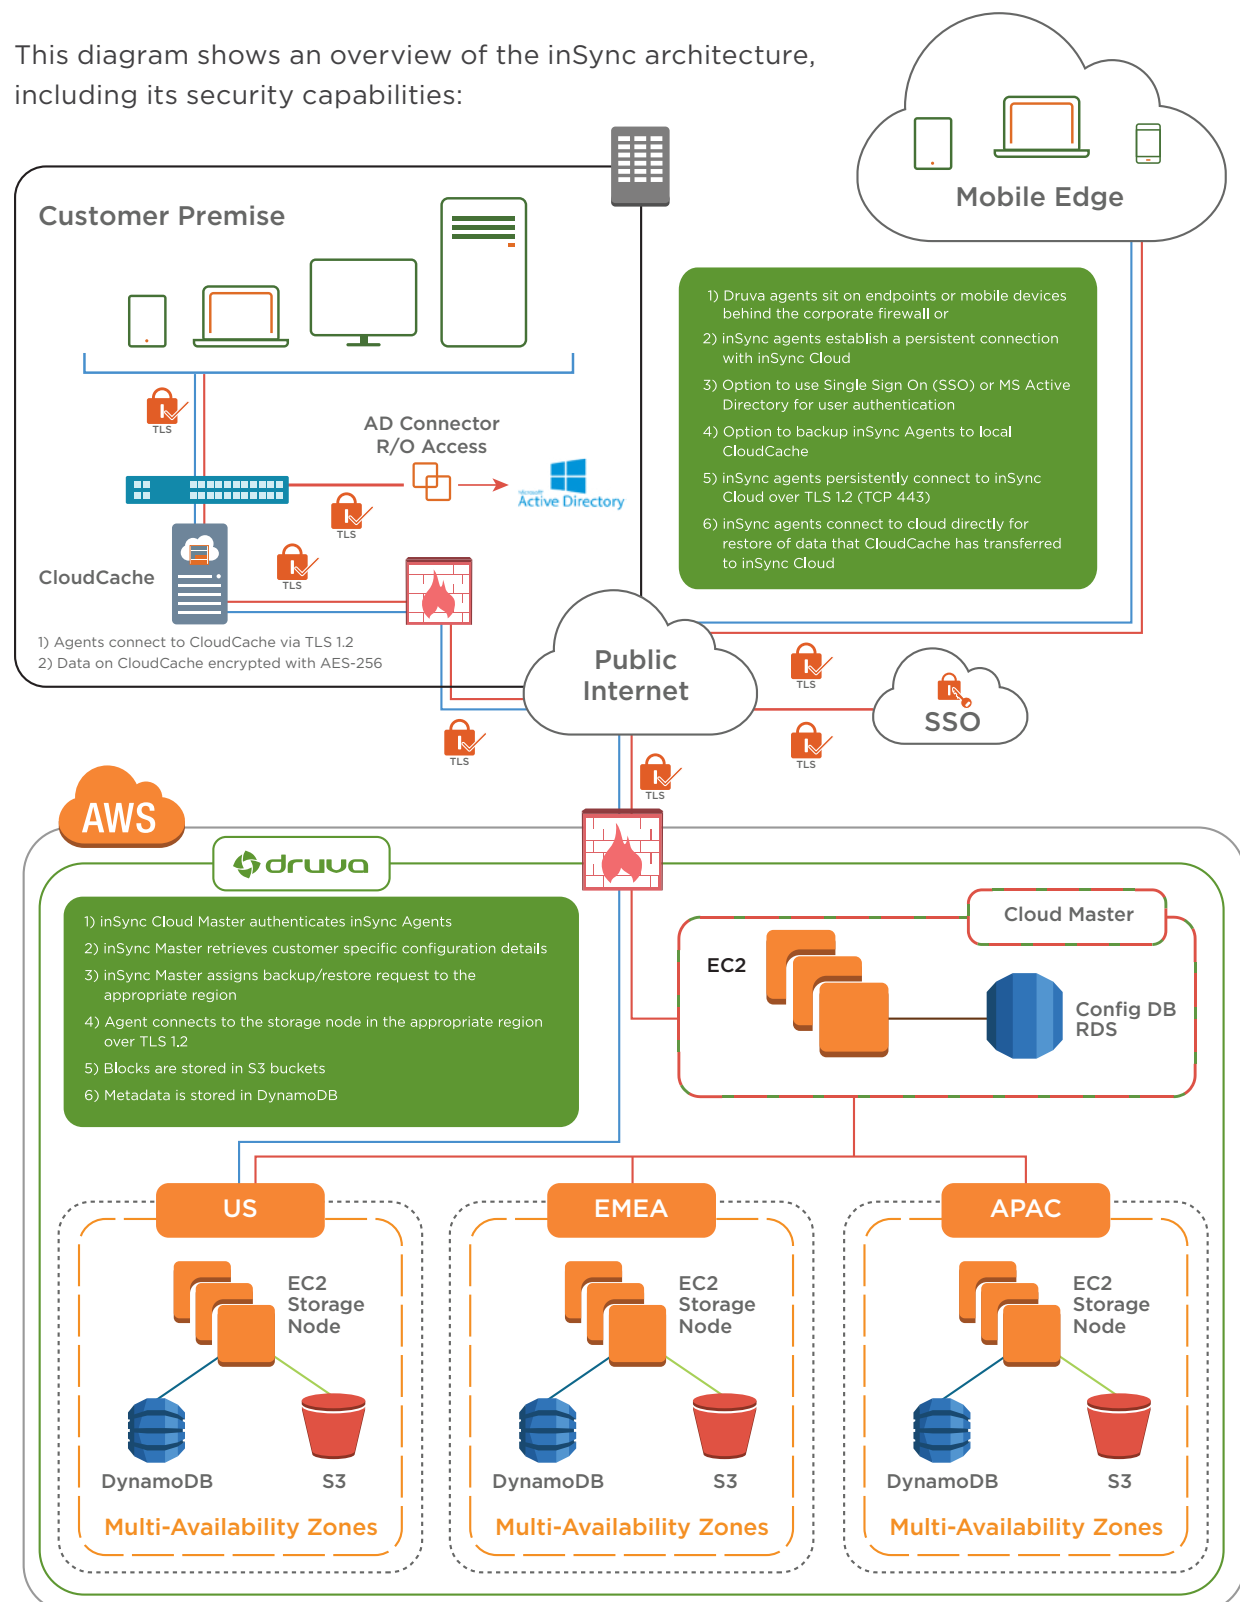 This diagram shows an overview of the inSync architecture,
including its security capabilities:
Mobile Edge
Customer Premise
1) Druva agents sit on endpoints or mobile devices
behind the corporate firewall or
2) inSync agents establish a persistent connection
with inSync Cloud
3) Option to use Single Sign On (SSO) or MS Active
Directory for user authentication
4) Option to backup inSync Agents to local
CloudCache
5) inSync agents persistently connect to inSync
Cloud over TLS 1.2 (TCP 443)
6) inSync agents connect to cloud directly for
restore of data that CloudCache has transferred
to inSync Cloud
TLS
AD Connector
R/O Access
Microsoft
Active Directory
TLS
TLS
CloudCache
1) Agents connect to CloudCache via TLS 1.2
2) Data on CloudCache encrypted with AES-256
Public
Internet
TLS
SSO
TLS
TLS
TLS
AWS
druva
1) inSync Cloud Master authenticates inSync Agents
2) inSync Master retrieves customer specific configuration details
3) inSync Master assigns backup/restore request to the
appropriate region
4) Agent connects to the storage node in the appropriate region
over TLS 1.2
5) Blocks are stored in S3 buckets
6) Metadata is stored in DynamoDB
Cloud Master
EC2
Config DB
RDS
US
EC2
Storage
Node
DynamoDB
S3
Multi-Availability Zones
EMEA
EC2
Storage
Node
DynamoDB
S3
Multi-Availability Zones
APAC
EC2
Storage
Node
DynamoDB
S3
Multi-Availability Zones